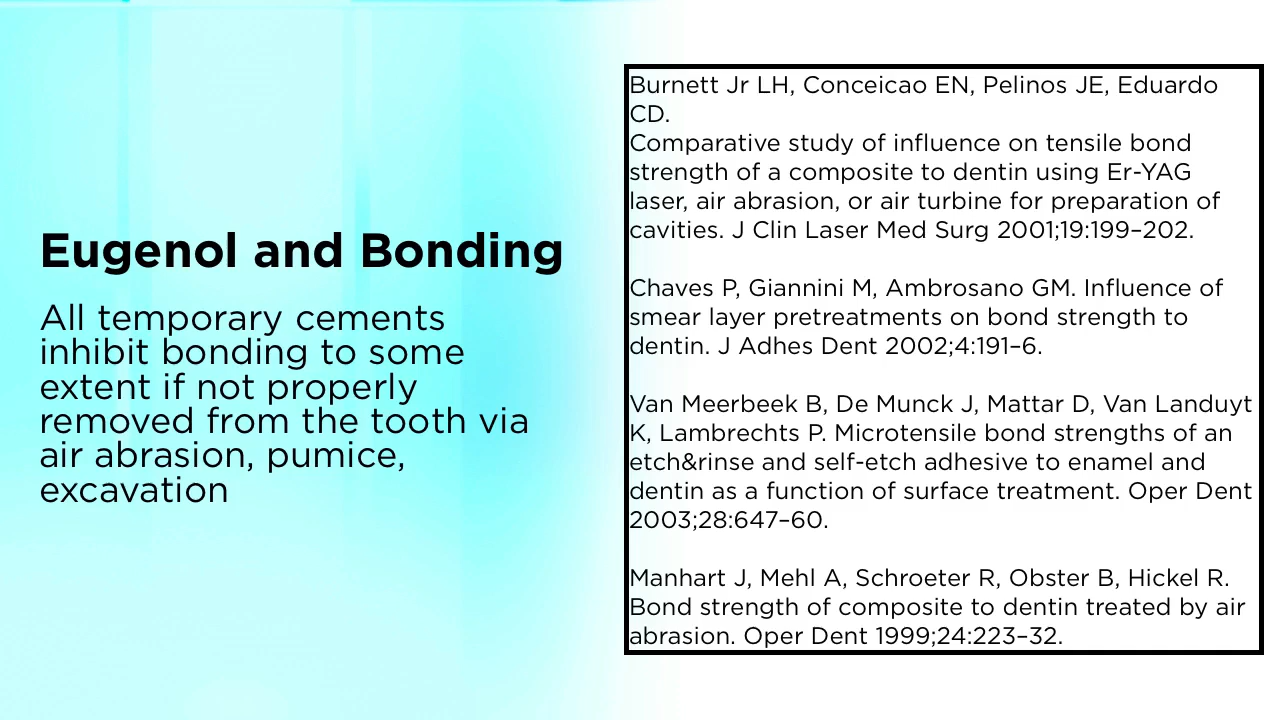 Eugenol and Bonding
All temporary cements
inhibit bonding to some
extent if not properly
removed from the tooth via
air abrasion, pumice,
excavation
Burnett Jr LH, Conceicao EN, Pelinos JE, Eduardo
CD.
Comparative study of influence on tensile bond
strength of a composite to dentin using Er-YAG
laser, air abrasion, or air turbine for preparation of
cavities. J Clin Laser Med Surg 2001;19:199–202.
Chaves P, Giannini M, Ambrosano GM. Influence of
smear layer pretreatments on bond strength to
dentin. J Adhes Dent 2002;4:191–6.
Van Meerbeek B, De Munck J, Mattar D, Van Landuyt
K, Lambrechts P. Microtensile bond strengths of an
etch&rinse and self-etch adhesive to enamel and
dentin as a function of surface treatment. Oper Dent
2003;28:647–60.
Manhart J, Mehl A, Schroeter R, Obster B, Hickel R.
Bond strength of composite to dentin treated by air
abrasion. Oper Dent 1999;24:223–32.